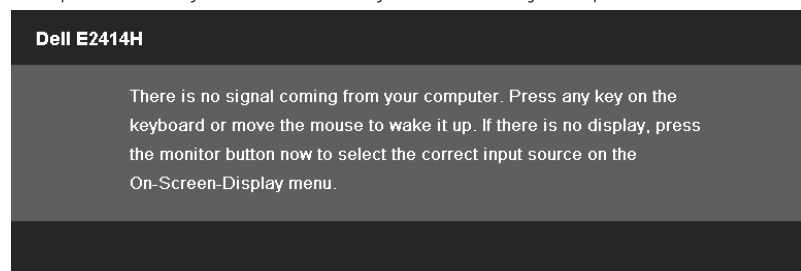 Dell E2414H
There is no signal coming from your computer. Press any key on the
keyboard or move the mouse to wake it up. If there is no display, press
the monitor button now to select the correct input source on the
On-Screen-Display menu.